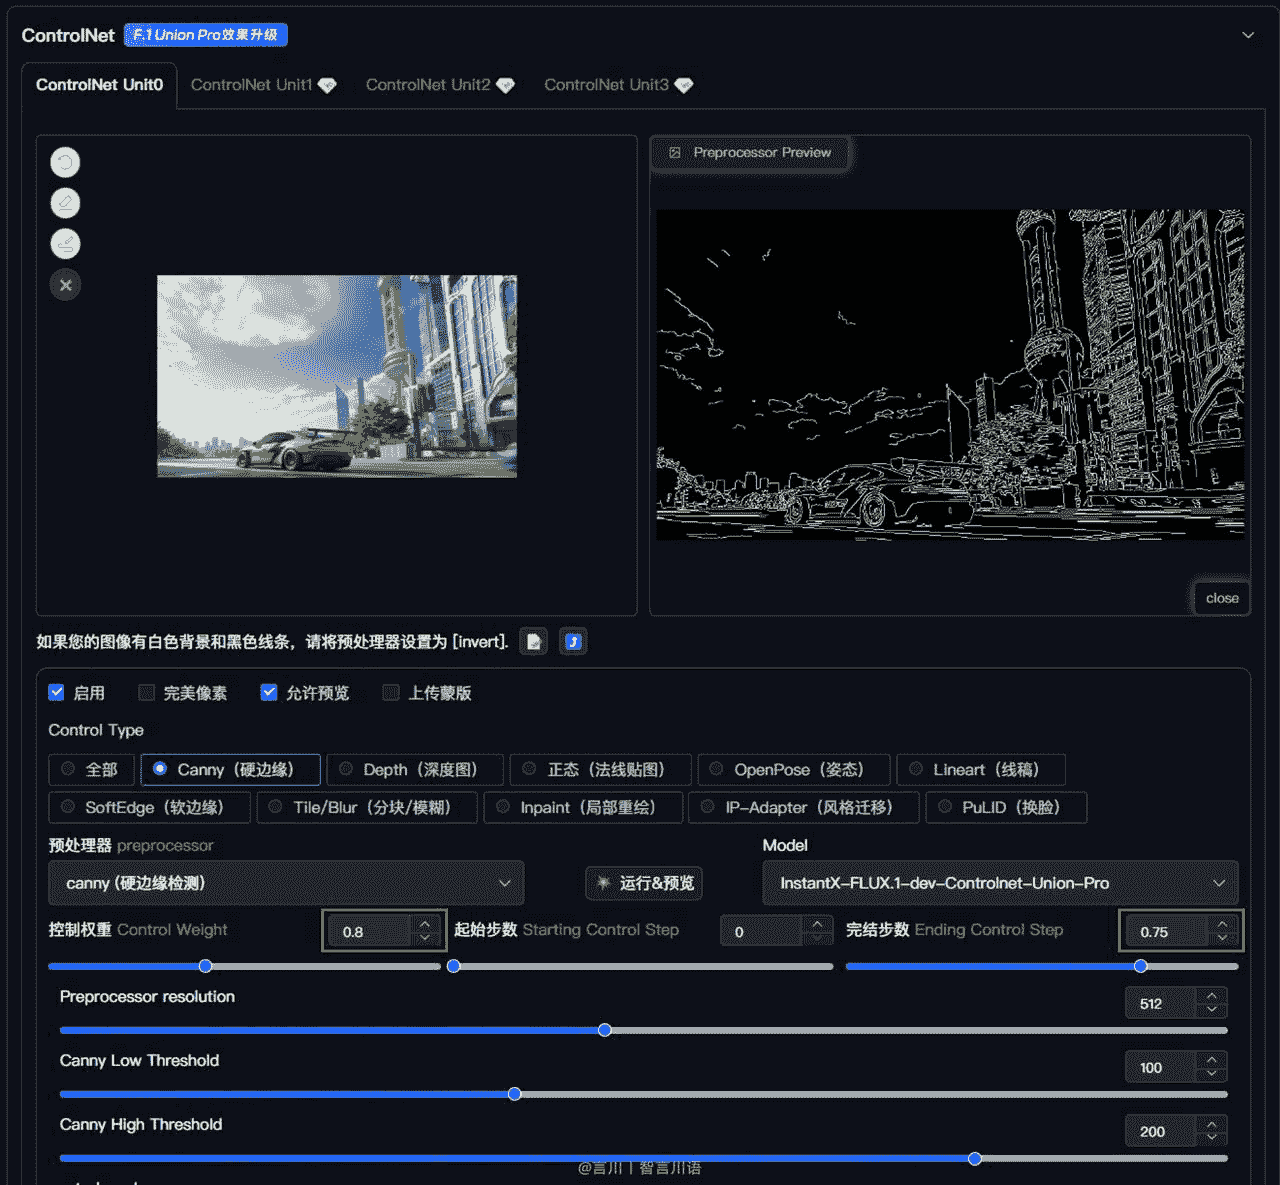 ControlNet F.1 Union Pro效果升级
ControlNet Unit0 ControlNet Unit1 ControlNet Unit2 ControlNet Unit3
Preprocessor Preview
close
如果您的图像有白色背景和黑色线条，请将预处理器设置为 [invert].
启用 完美像素 允许预览 上传蒙版
Control Type
全部 Canny（硬边缘） Depth（深度图） 正态（法线贴图） OpenPose（姿态） Lineart（线稿）
SoftEdge（软边缘） Tile/Blur（分块/模糊） Inpaint（局部重绘） IP-Adapter（风格迁移） PuLID（换脸）
预处理器 preprocessor Model
canny (硬边缘检测) 运行&预览 InstantX-FLUX.1-dev-Controlnet-Union-Pro
控制权重 Control Weight 0.8 起始步数 Starting Control Step 0 完结步数 Ending Control Step 0.75
Preprocessor resolution 512
Canny Low Threshold 100
Canny High Threshold 200
@言川 | 智言川语